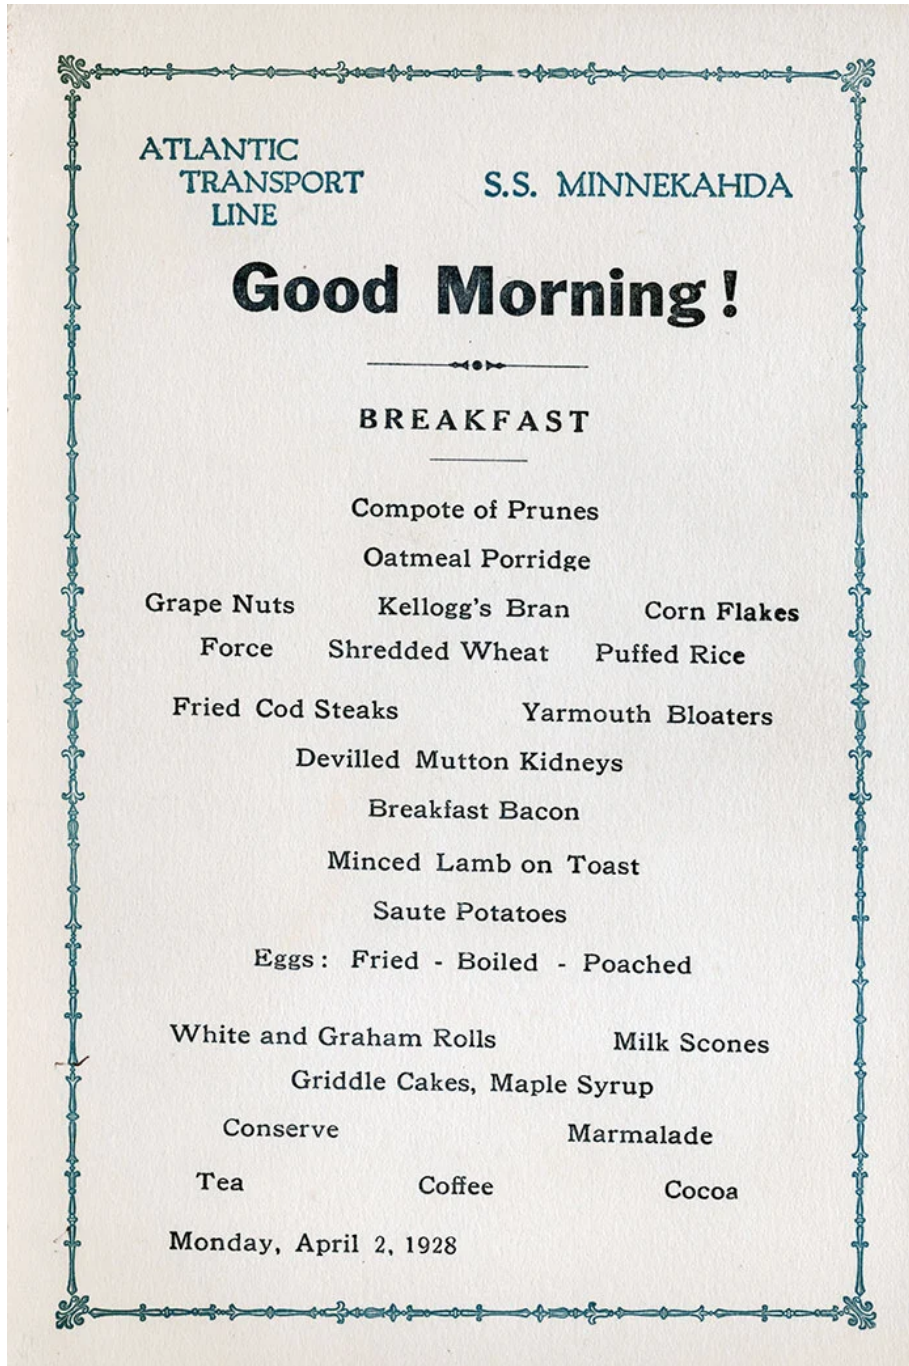 ATLANTIC
TRANSPORT
LINE
S.S. MINNEKAHDA
Good Morning!
BREAKFAST
Compote of Prunes
Oatmeal Porridge
Grape Nuts Kellogg's Bran Corn Flakes
Force Shredded Wheat Puffed Rice
Fried Cod Steaks Yarmouth Bloaters
Devilled Mutton Kidneys
Breakfast Bacon
Minced Lamb on Toast
Saute Potatoes
Eggs: Fried - Boiled - Poached
White and Graham Rolls Milk Scones
Griddle Cakes, Maple Syrup
Conserve Marmalade
Tea Coffee Cocoa
Monday, April 2, 1928